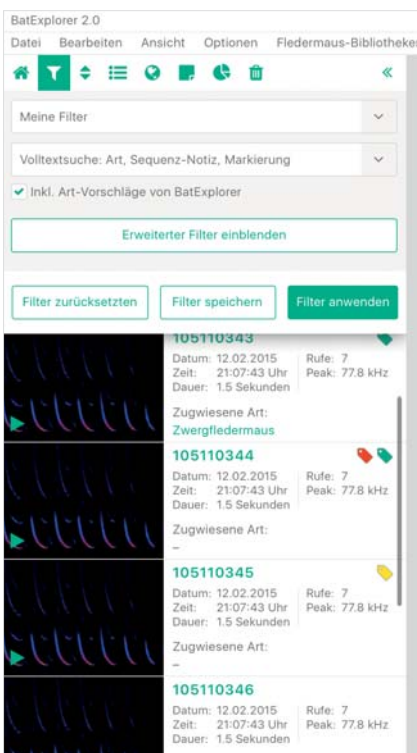 BatExplorer 2.0
Datei Bearbeiten Ansicht Optionen Fledermaus-Bibliotheken
Meine Filter
Volltextsuche: Art, Sequenz-Notiz, Markierung
Inkl. Art-Vorschläge von BatExplorer
Erweiterter Filter einblenden
Filter zurücksetzten Filter speichern Filter anwenden
105110343
Datum: 12.02.2015 Rufe: 7
Zeit: 21:07:43 Uhr Peak: 77.8 kHz
Dauer: 1.5 Sekunden
Zugwiesene Art:
Zwergfledermaus
105110344
Datum: 12.02.2015 Rufe: 7
Zeit: 21:07:43 Uhr Peak: 77.8 kHz
Dauer: 1.5 Sekunden
Zugwiesene Art:
–
105110345
Datum: 12.02.2015 Rufe: 7
Zeit: 21:07:43 Uhr Peak: 77.8 kHz
Dauer: 1.5 Sekunden
Zugwiesene Art:
–
105110346
Datum: 12.02.2015 Rufe: 7
Zeit: 21:07:43 Uhr Peak: 77.8 kHz
Dauer: 1.5 Sekunden